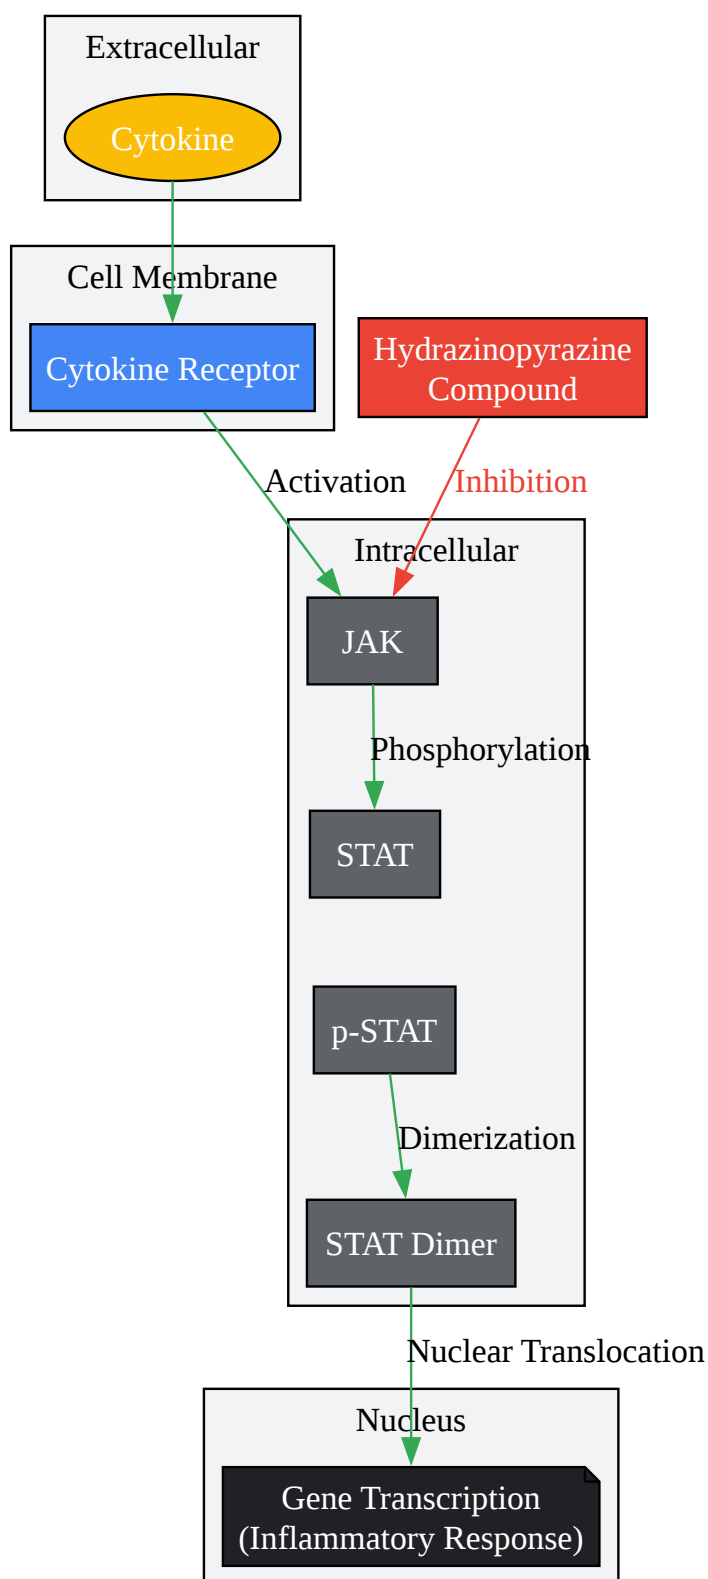 Extracellular
Cytokine
Cell Membrane
Cytokine Receptor
Hydrazinopyrazine
Compound
Activation
Inhibition
Intracellular
JAK
Phosphorylation
STAT
p-STAT
Dimerization
STAT Dimer
Nuclear Translocation
Nucleus
Gene Transcription
(Inflammatory Response)